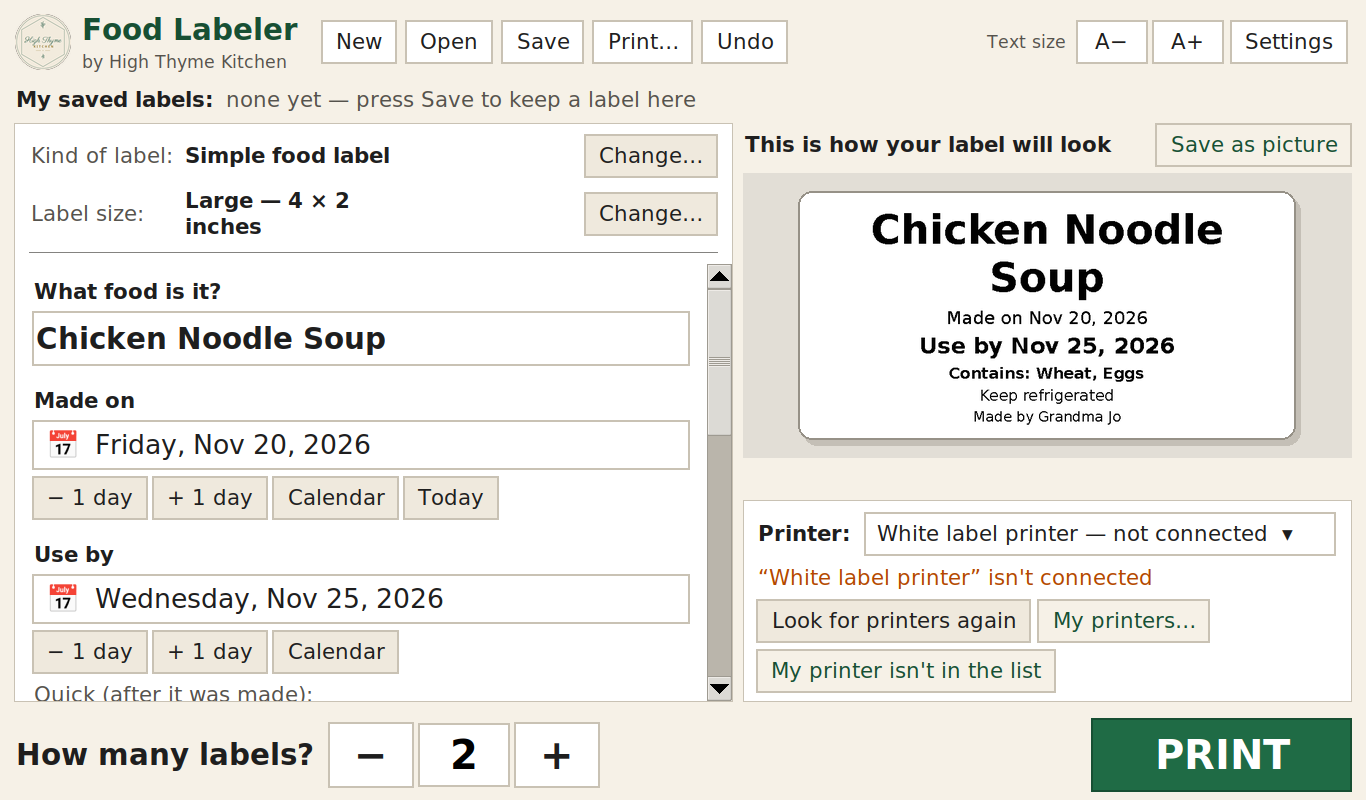 High Thyme
KITCHEN
Food Labeler
by High Thyme Kitchen
New
Open
Save
Print...
Undo
Text size
A−
A+
Settings
My saved labels: none yet — press Save to keep a label here
Kind of label: Simple food label
Change...
Label size: Large — 4 × 2
inches
Change...
What food is it?
Chicken Noodle Soup
Made on
July
17
Friday, Nov 20, 2026
− 1 day
+ 1 day
Calendar
Today
Use by
July
17
Wednesday, Nov 25, 2026
− 1 day
+ 1 day
Calendar
Quick (after it was made):
This is how your label will look
Save as picture
Chicken Noodle
Soup
Made on Nov 20, 2026
Use by Nov 25, 2026
Contains: Wheat, Eggs
Keep refrigerated
Made by Grandma Jo
Printer:
White label printer — not connected ▾
“White label printer” isn't connected
Look for printers again
My printers...
My printer isn't in the list
How many labels?
−
2
+
PRINT